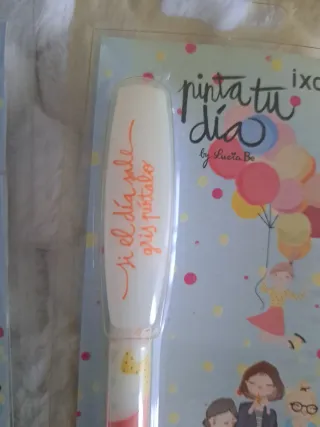 pinta tu
día
by Lucía Be
ixo
si el día sale
gris píntalo